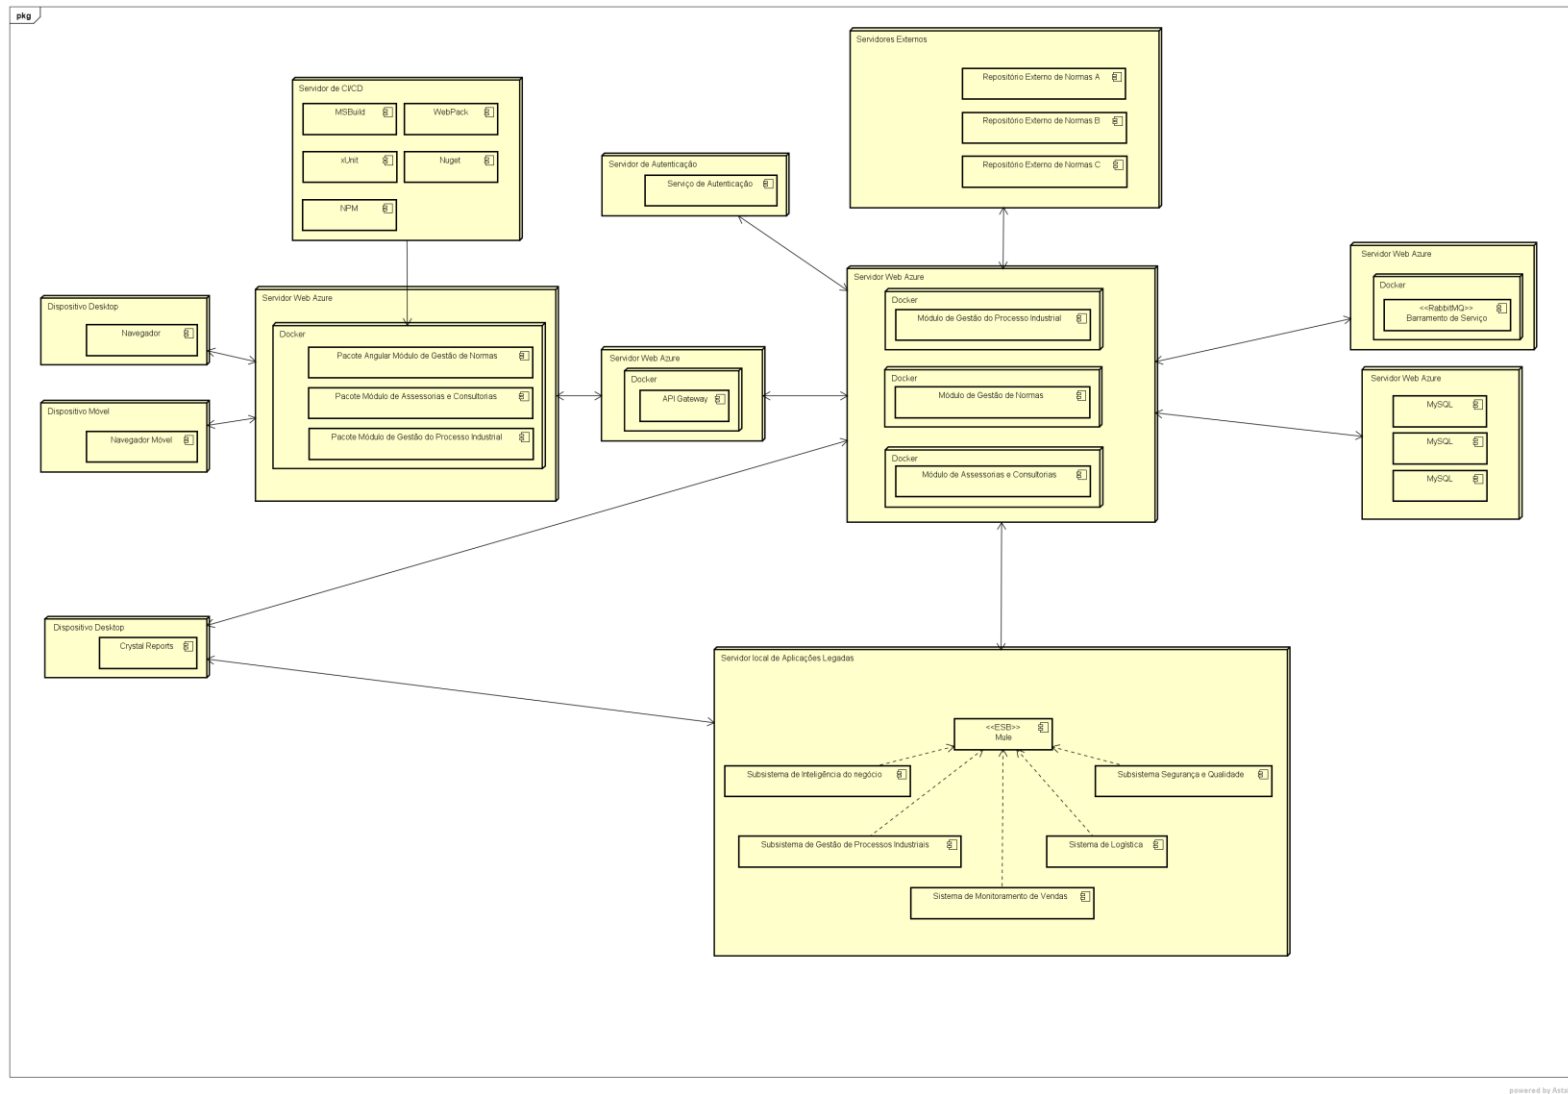 pkg
Servidores Externos
Repositório Externo de Normas A
Repositório Externo de Normas B
Repositório Externo de Normas C
Servidor de CI/CD
MSBuild
WebPack
xUnit
Nuget
NPM
Servidor de Autenticação
Serviço de Autenticação
Servidor Web Azure
Docker
<<RabbitMQ>>
Barramento de Serviço
Dispositivo Desktop
Navegador
Dispositivo Móvel
Navegador Móvel
Servidor Web Azure
Docker
Pacote Angular Módulo de Gestão de Normas
Pacote Módulo de Assessorias e Consultorias
Pacote Módulo de Gestão do Processo Industrial
Servidor Web Azure
Docker
API Gateway
Servidor Web Azure
Docker
Módulo de Gestão do Processo Industrial
Docker
Módulo de Gestão de Normas
Docker
Módulo de Assessorias e Consultorias
Servidor Web Azure
MySQL
MySQL
MySQL
Dispositivo Desktop
Crystal Reports
Servidor local de Aplicações Legadas
<<ESB>>
Mule
Subsistema de Inteligência do negócio
Subsistema Segurança e Qualidade
Subsistema de Gestão de Processos Industriais
Sistema de Logística
Sistema de Monitoramento de Vendas
powered by Asta